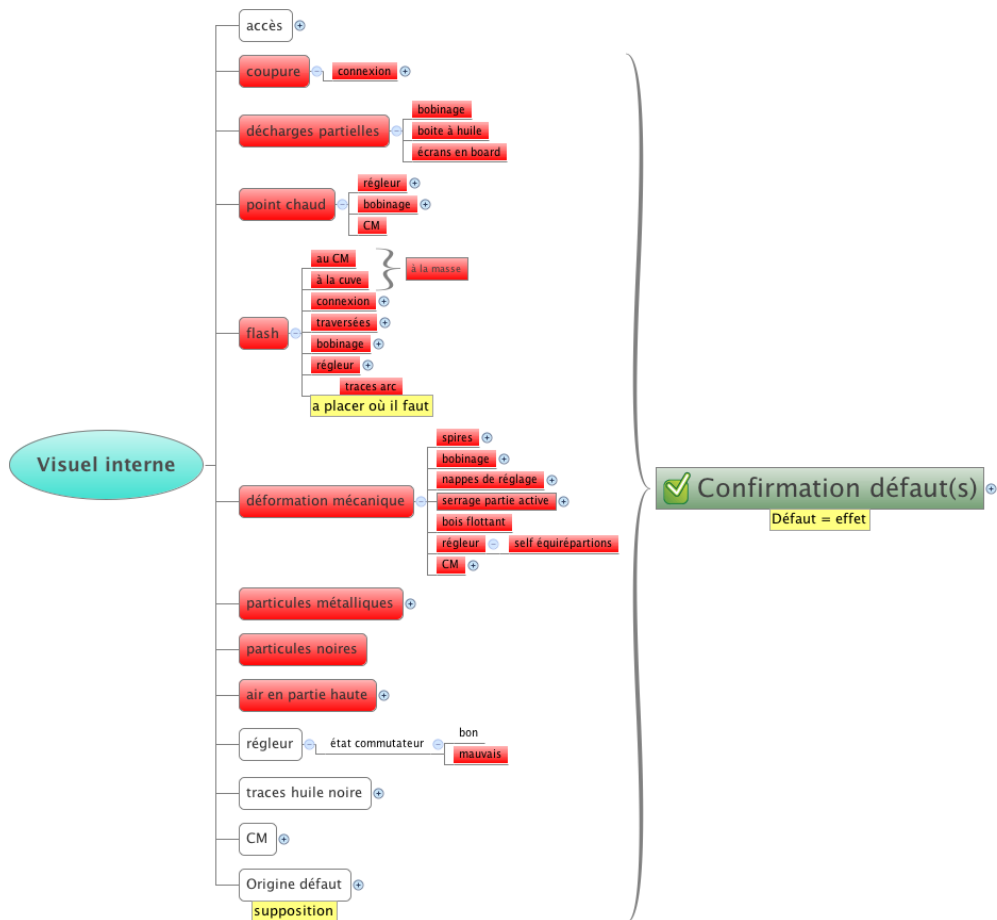 accès
coupure
connexion
décharges partielles
bobinage
boite à huile
écrans en board
point chaud
régleur
bobinage
CM
flash
au CM
à la cuve
à la masse
connexion
traversées
bobinage
régleur
traces arc
a placer où il faut
Visuel interne
déformation mécanique
spires
bobinage
nappes de réglage
serrage partie active
bois flottant
régleur
self équirépartions
CM
particules métalliques
particules noires
air en partie haute
régleur
état commutateur
bon
mauvais
traces huile noire
CM
Origine défaut
supposition
Confirmation défaut(s)
Défaut = effet